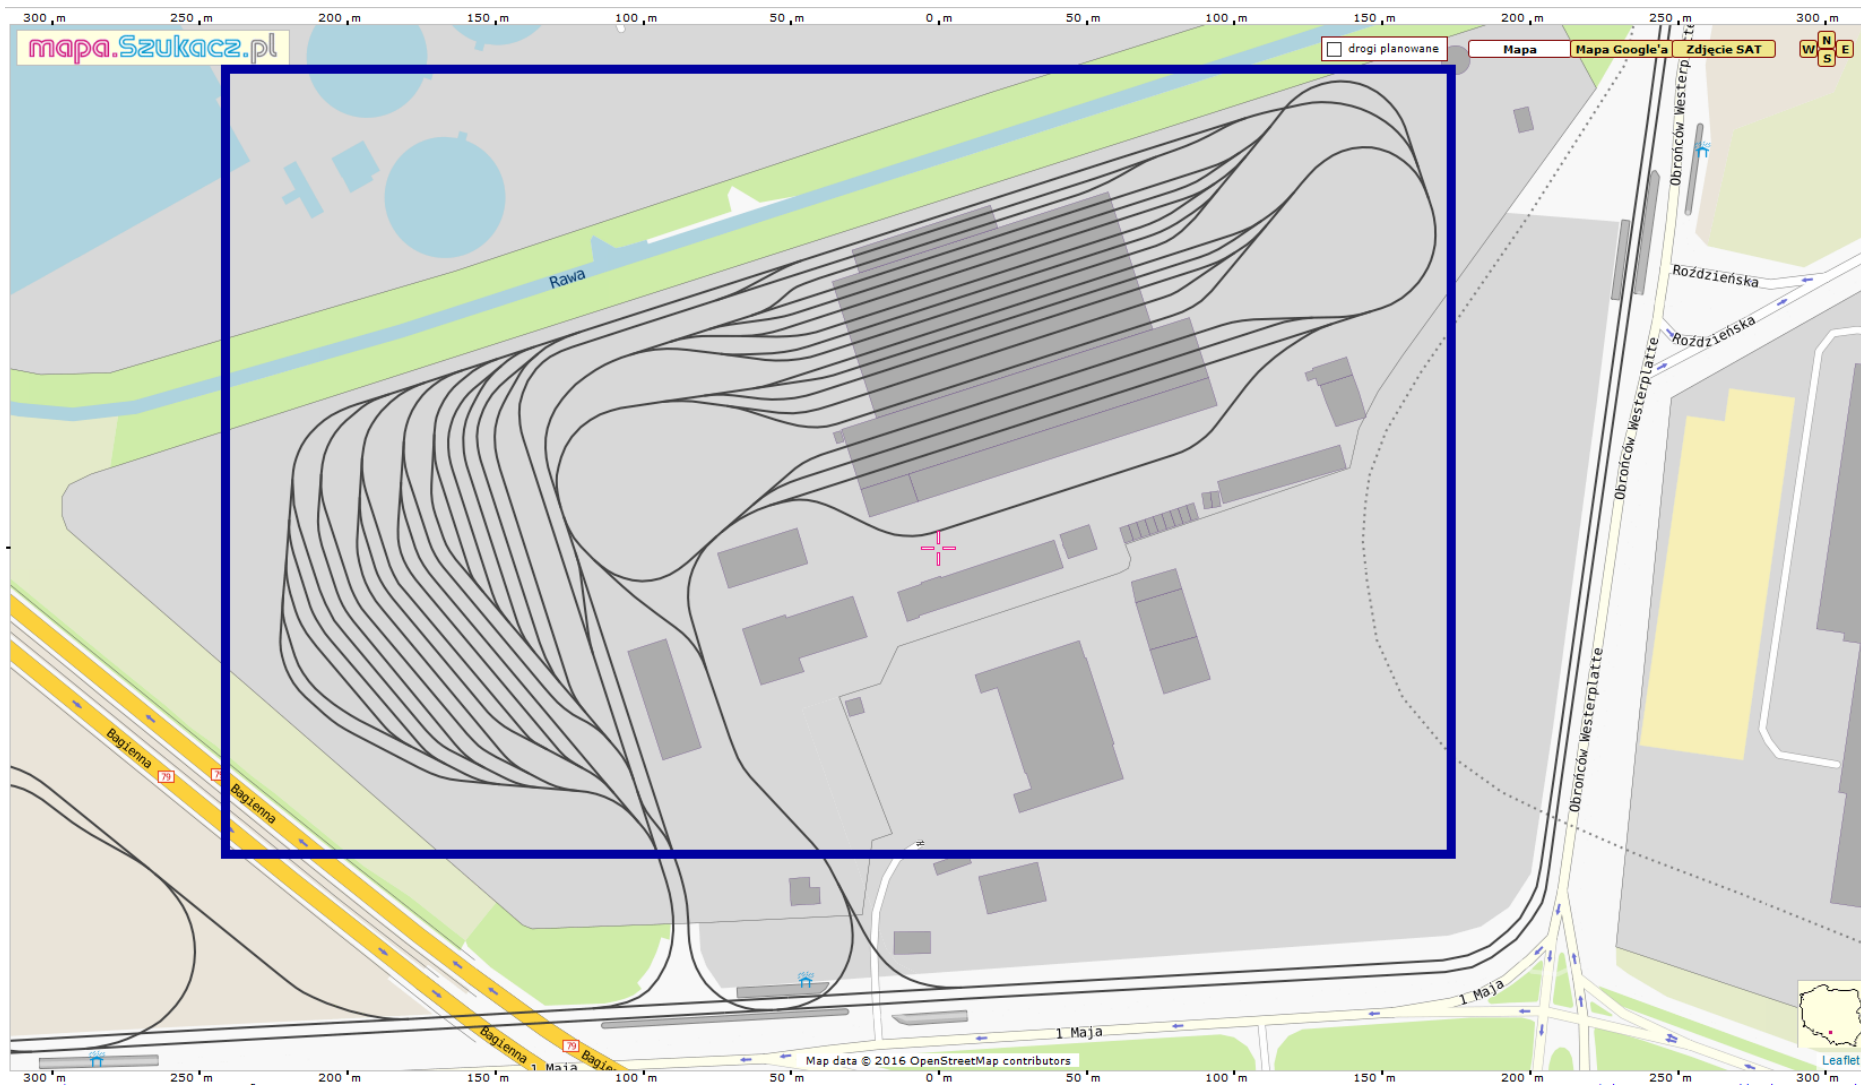 300 m 250 m 200 m 150 m 100 m 50 m 0 m 50 m 100 m 150 m 200 m 250 m 300 m
mapa.Szukacz.pl
drogi planowane
Mapa
Mapa Google'a
Zdjęcie SAT
N
W E
S
Obrońców Westerplatte
Rawa
Roździeńska
Roździeńska
Obrońców Westerplatte
Obrońców Westerplatte
Bagienna
79
79
Bagienna
1 Maja
1 Maja
Bagienna
79
1 Maja
Map data © 2016 OpenStreetMap contributors
Leaflet
300 m 250 m 200 m 150 m 100 m 50 m 0 m 50 m 100 m 150 m 200 m 250 m 300 m